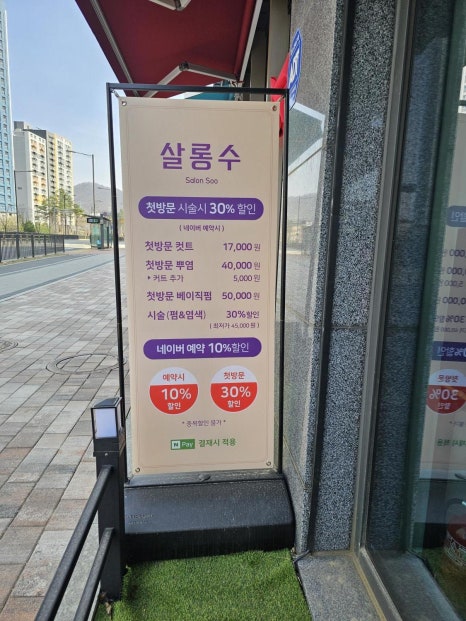 살롱수
Salon Soo
첫방문 시술시 30% 할인
( 네이버 예약시 )
첫방문 컷트 17,000 원
첫방문 뿌염 40,000 원
▸ 커트 추가 5,000 원
첫방문 베이직펌 50,000 원
시술 (펌&염색) 30% 할인
( 최저가 45,000 원 )
네이버 예약 10% 할인
예약시 10% 할인
첫방문 30% 할인
* 중복할인 불가 *
N Pay 결제시 적용